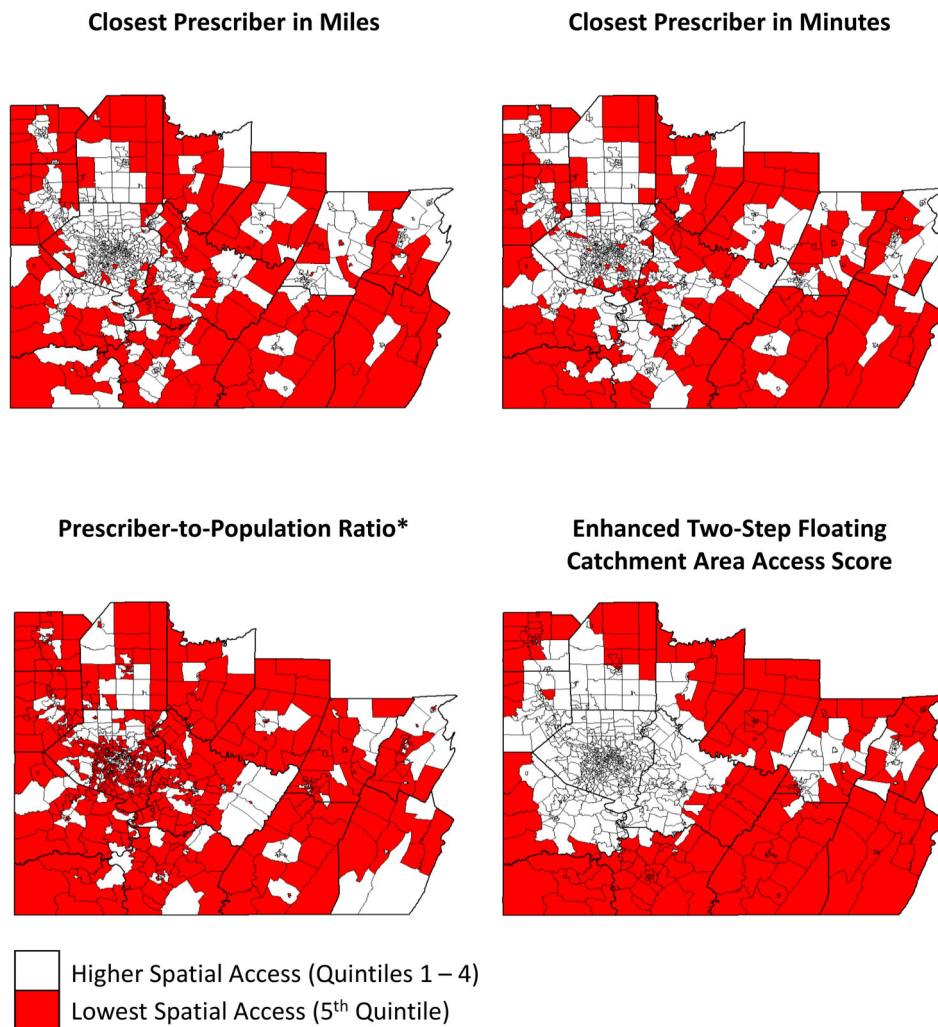 Closest Prescriber in Miles
Closest Prescriber in Minutes
Prescriber-to-Population Ratio*
Enhanced Two-Step Floating
Catchment Area Access Score
Higher Spatial Access (Quintiles 1 – 4)
Lowest Spatial Access (5th Quintile)